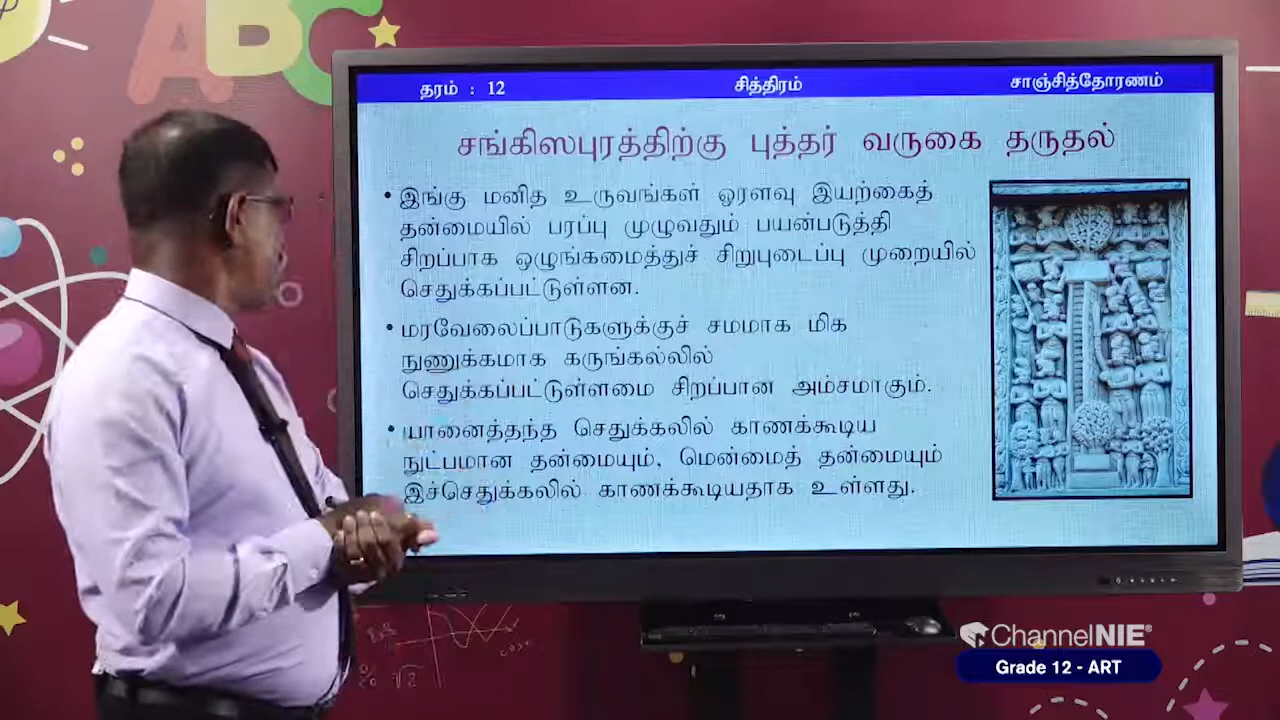 ABC
தரம் : 12 சித்திரம் சாஞ்சித்தோரணம்
சங்கிஸபுரத்திற்கு புத்தர் வருகை தருதல்
• இங்கு மனித உருவங்கள் ஓரளவு இயற்கைத்
தன்மையில் பரப்பு முழுவதும் பயன்படுத்தி
சிறப்பாக ஒழுங்கமைத்துச் சிறுபுடைப்பு முறையில்
செதுக்கப்பட்டுள்ளன.
• மரவேலைப்பாடுகளுக்குச் சமமாக மிக
நுணுக்கமாக கருங்கல்லில்
செதுக்கப்பட்டுள்ளமை சிறப்பான அம்சமாகும்.
• யானைத்தந்த செதுக்கலில் காணக்கூடிய
நுட்பமான தன்மையும், மென்மைத் தன்மையும்
இச்செதுக்கலில் காணக்கூடியதாக உள்ளது.
√2
ChannelNIE®
Grade 12 - ART